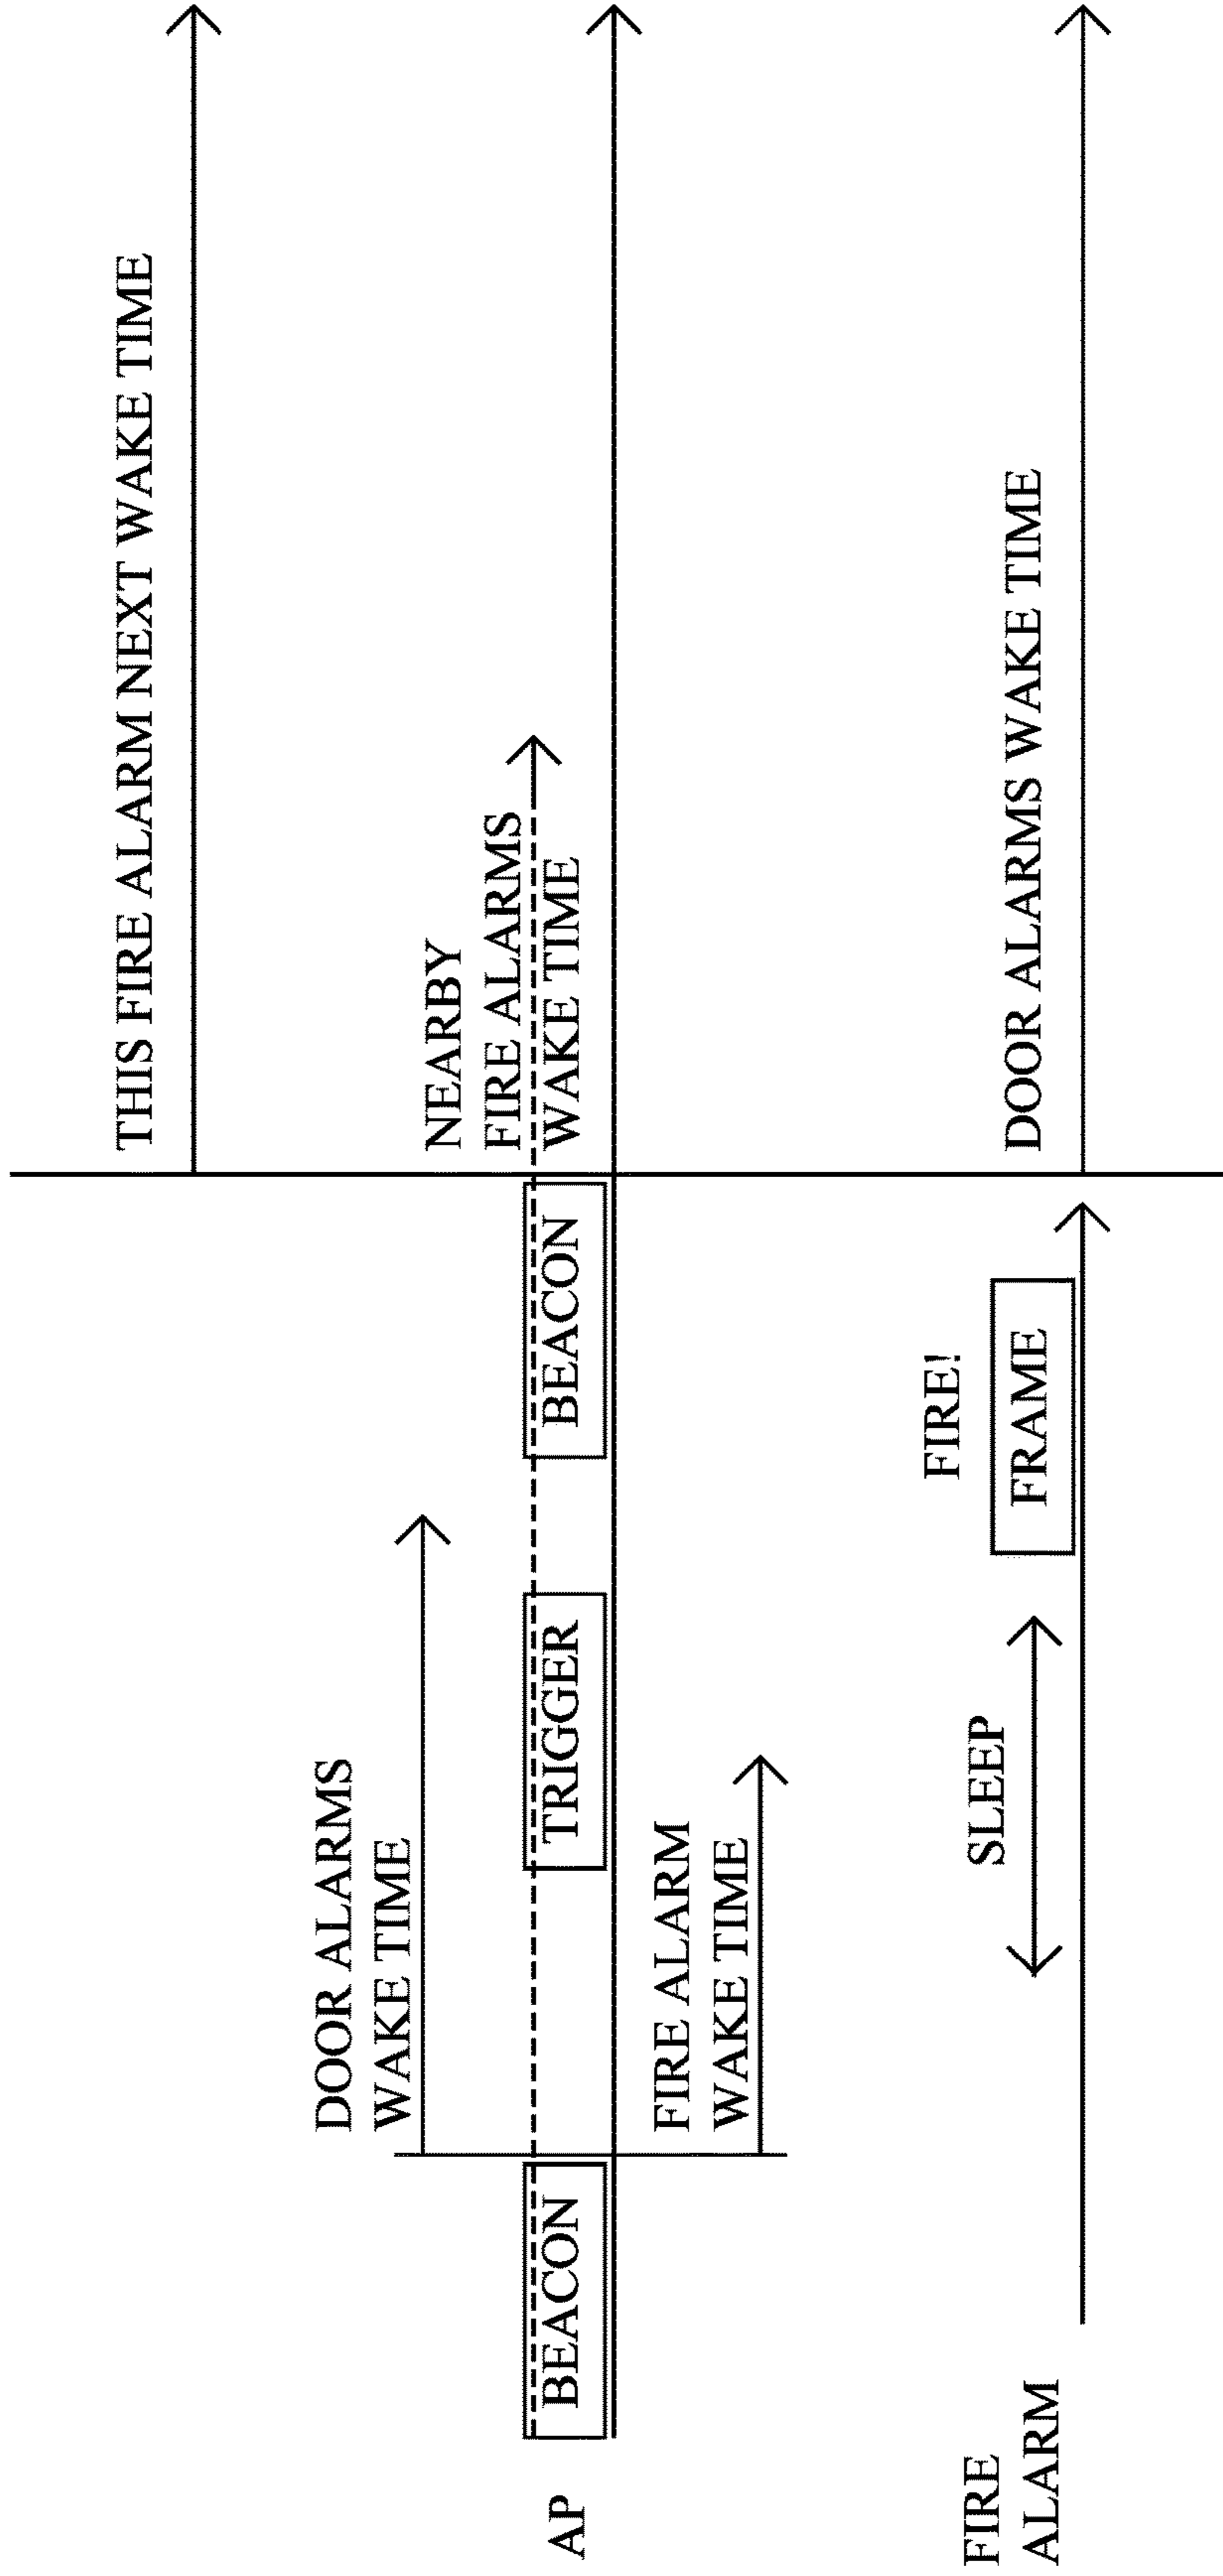 THIS FIRE ALARM NEXT WAKE TIME
DOOR ALARMS
WAKE TIME
NEARBY
FIRE ALARMS
WAKE TIME
AP
BEACON
TRIGGER
BEACON
FIRE ALARM
WAKE TIME
FIRE!
SLEEP
FRAME
DOOR ALARMS WAKE TIME
FIRE
ALARM